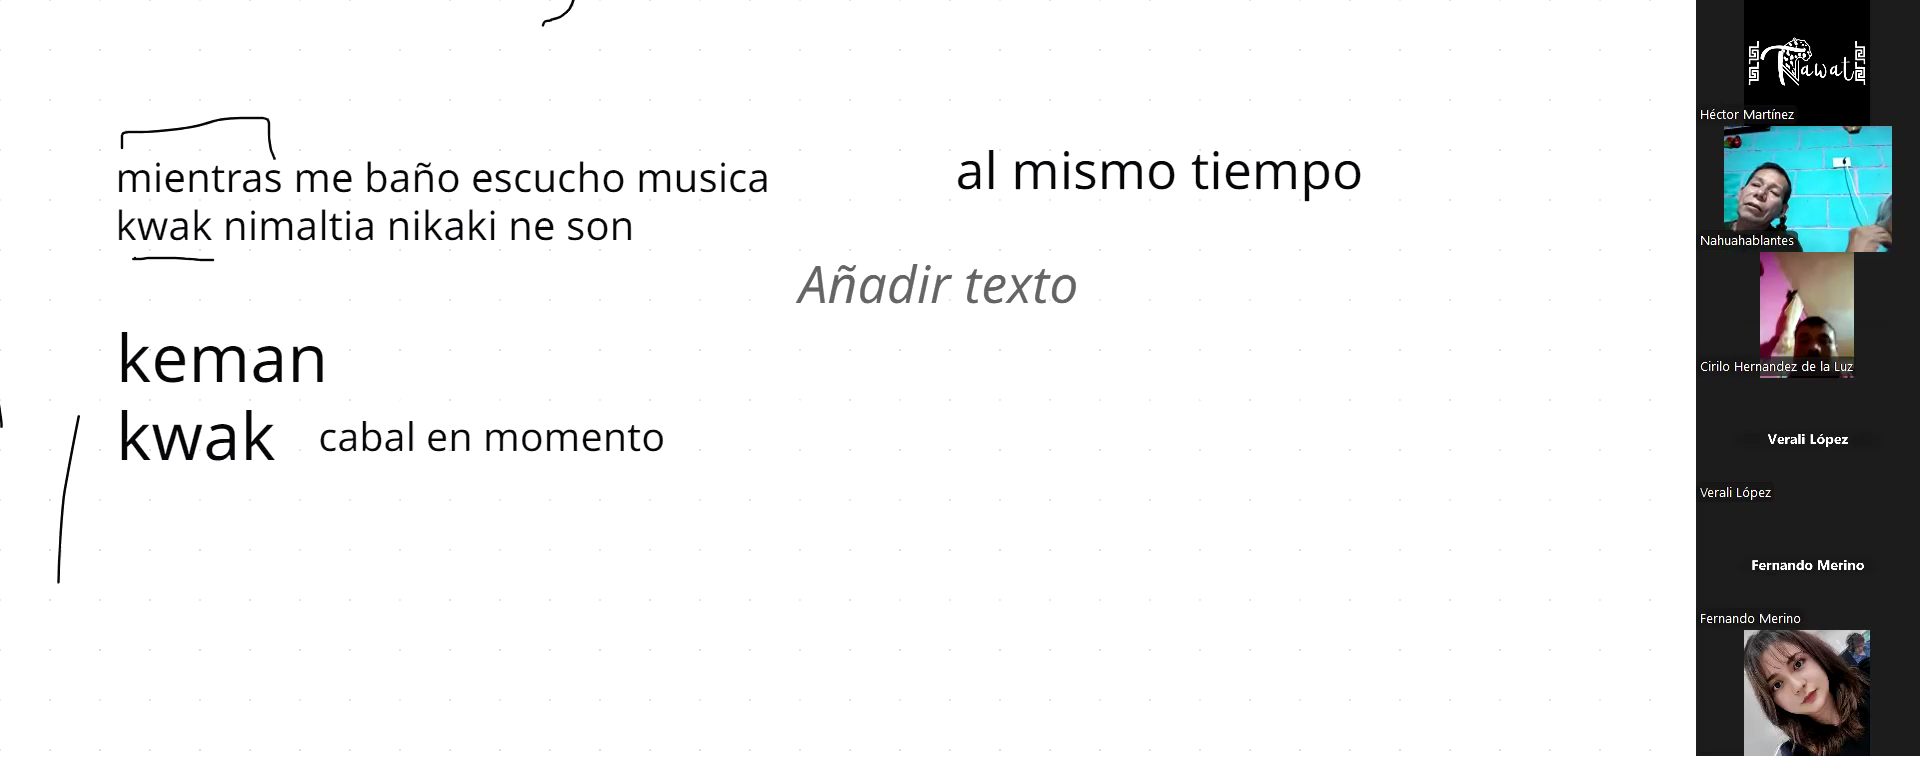 mientras me baño escucho musica
kwak nimaltia nikaki ne son
al mismo tiempo
Añadir texto
keman
kwak cabal en momento
Tawat
Héctor Martínez
Nahuahablantes
Cirilo Hernandez de la Luz
Verali López
Verali López
Fernando Merino
Fernando Merino